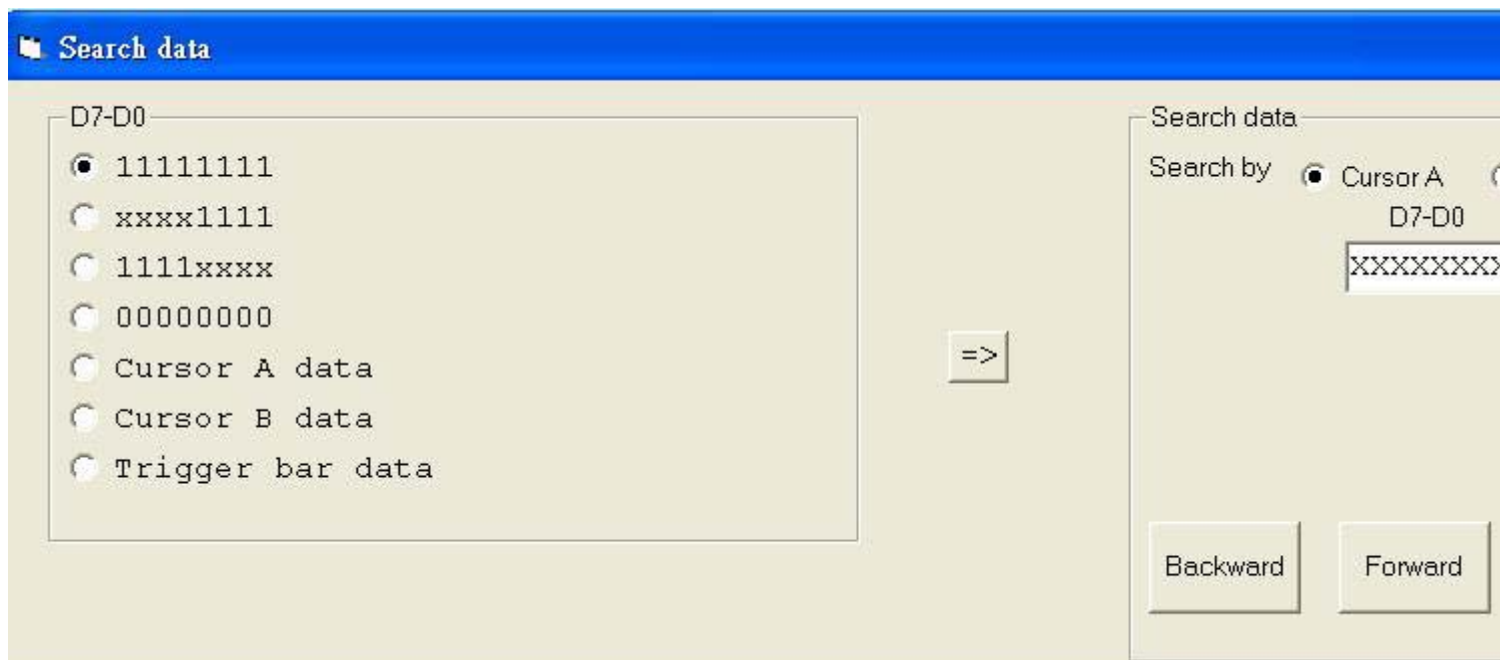 Search data
D7-D0
11111111
xxxx1111
1111xxxx
00000000
Cursor A data
Cursor B data
Trigger bar data
=>
Search data
Search by Cursor A
D7-D0
XXXXXXXX
Backward Forward